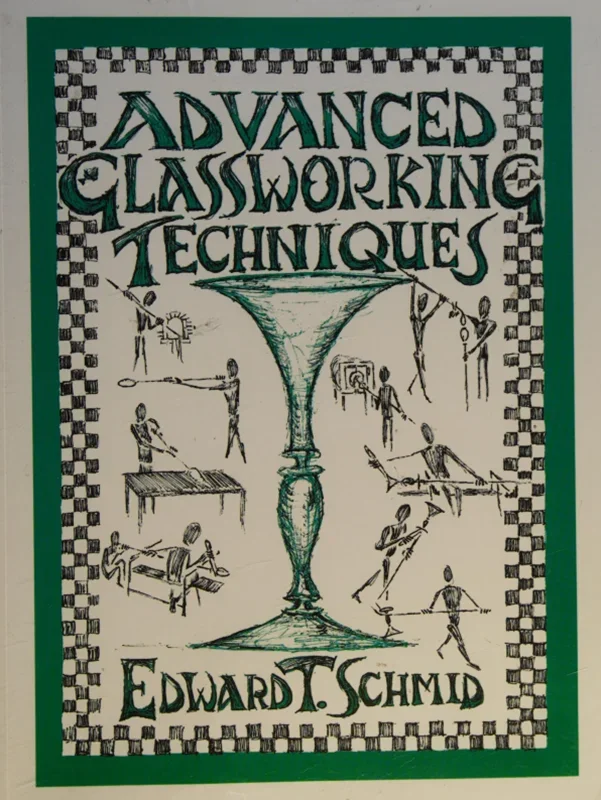 ADVANCED
GLASSWORKING
TECHNIQUES
EDWARD T. SCHMID